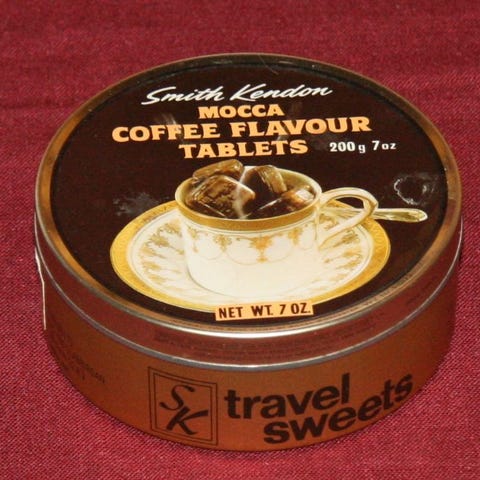 Smith Kendon
MOCCA
COFFEE FLAVOUR
TABLETS 200g 7oz
NET WT. 7 OZ.
SK travel
sweets